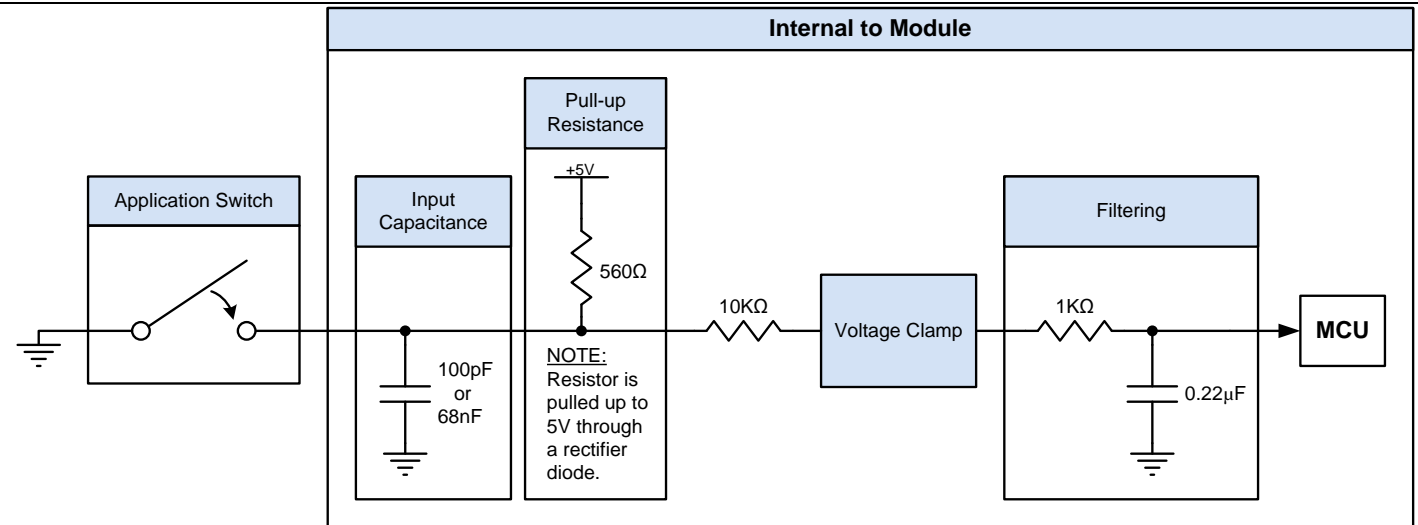 Internal to Module
Application Switch
Input
Capacitance
100pF
or
68nF
Pull-up
Resistance
+5V
560Ω
NOTE:
Resistor is
pulled up to
5V through
a rectifier
diode.
10KΩ
Voltage Clamp
Filtering
1KΩ
0.22µF
MCU